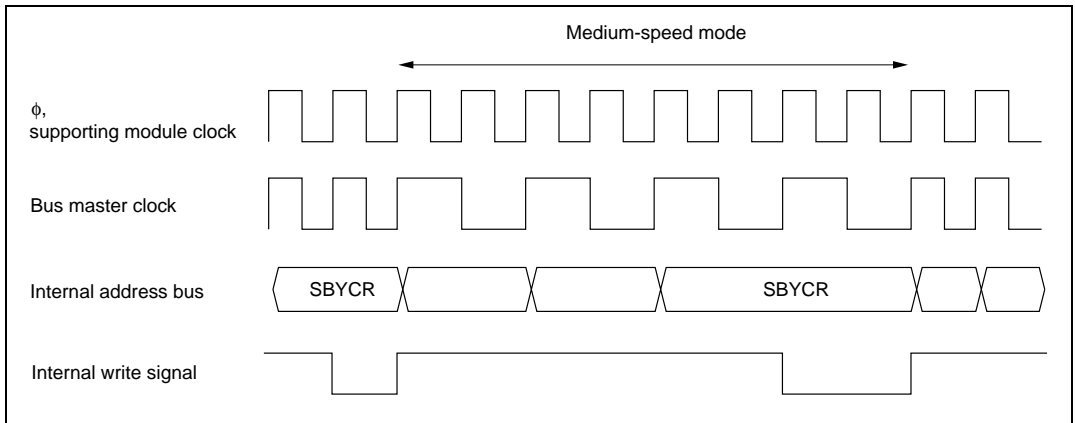 Medium-speed mode
ϕ,
supporting module clock
Bus master clock
Internal address bus
SBYCR
SBYCR
Internal write signal